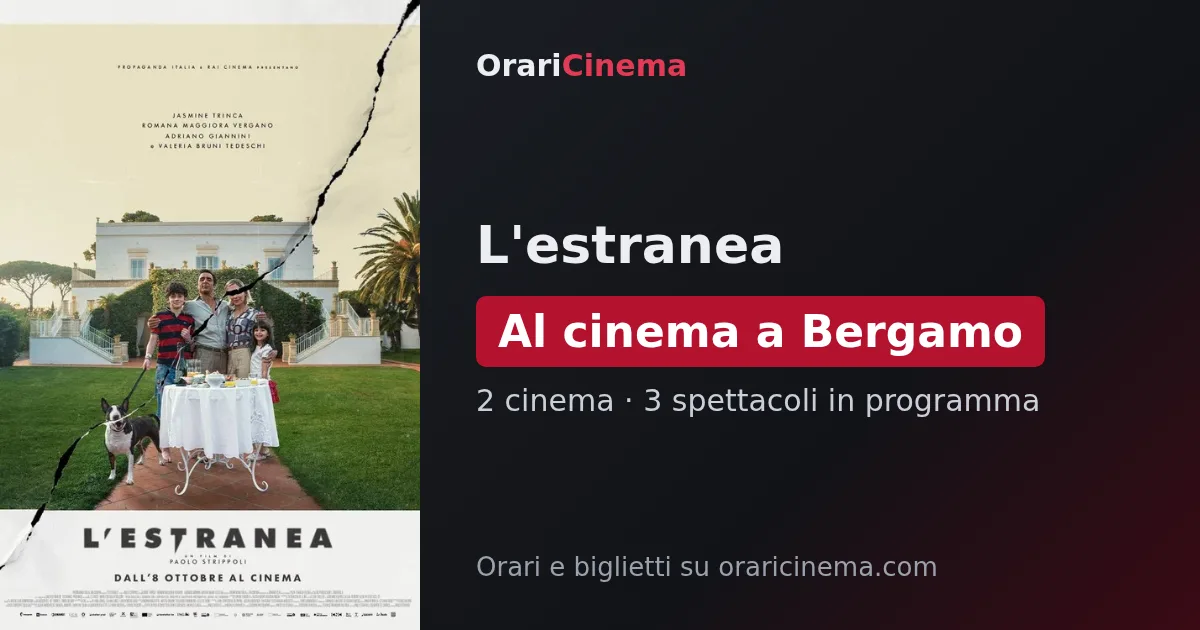 PROPAGANDA ITALIA e RAI CINEMA PRESENTANO
JASMINE TRINCA
ROMANA MAGGIORA VERGANO
ADRIANO GIANNINI
e VALERIA BRUNI TEDESCHI
L'ESTRANEA
UN FILM DI
PAOLO STRIPPOLI
DALL'8 OTTOBRE AL CINEMA
OrariCinema
L'estranea
Al cinema a Bergamo
2 cinema · 3 spettacoli in programma
Orari e biglietti su oraricinema.com